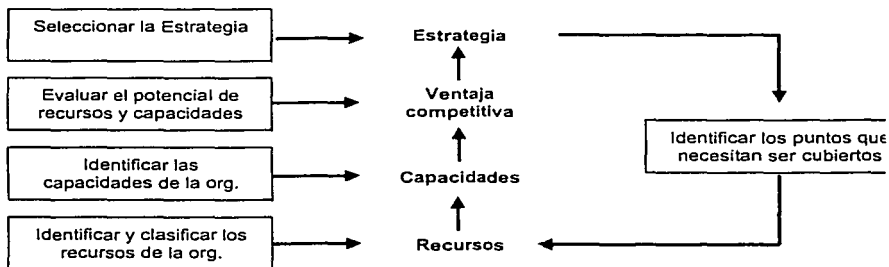 Seleccionar la Estrategia
Estrategia
Evaluar el potencial de
recursos y capacidades
Ventaja
competitiva
Identificar los puntos que
necesitan ser cubiertos
Identificar las
capacidades de la org.
Capacidades
Identificar y clasificar los
recursos de la org.
Recursos